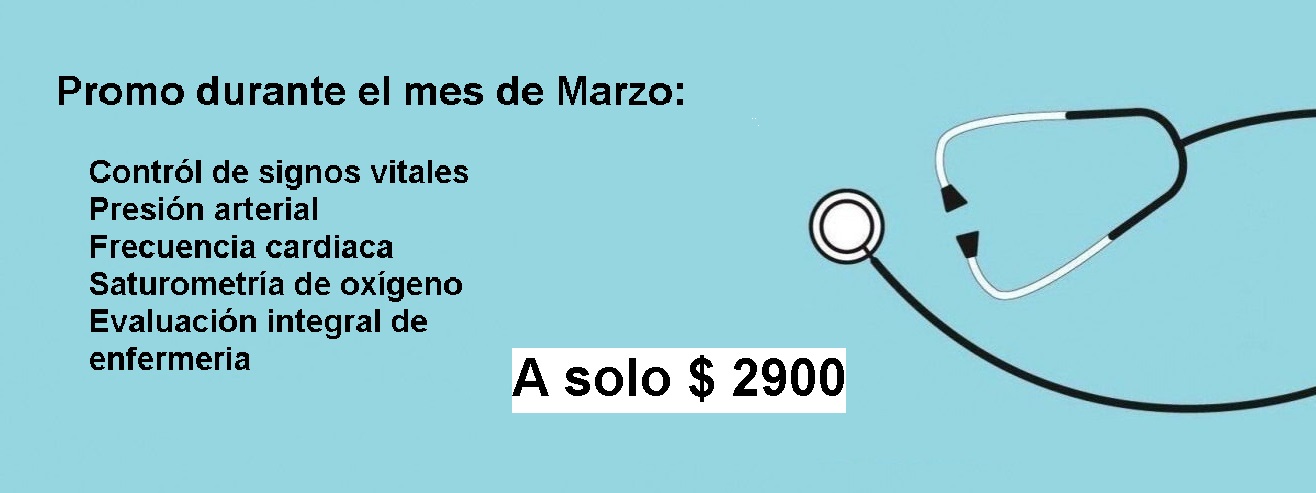 Promo durante el mes de Marzo:
Contról de signos vitales
Presión arterial
Frecuencia cardiaca
Saturometría de oxígeno
Evaluación integral de
enfermeria
A solo $ 2900